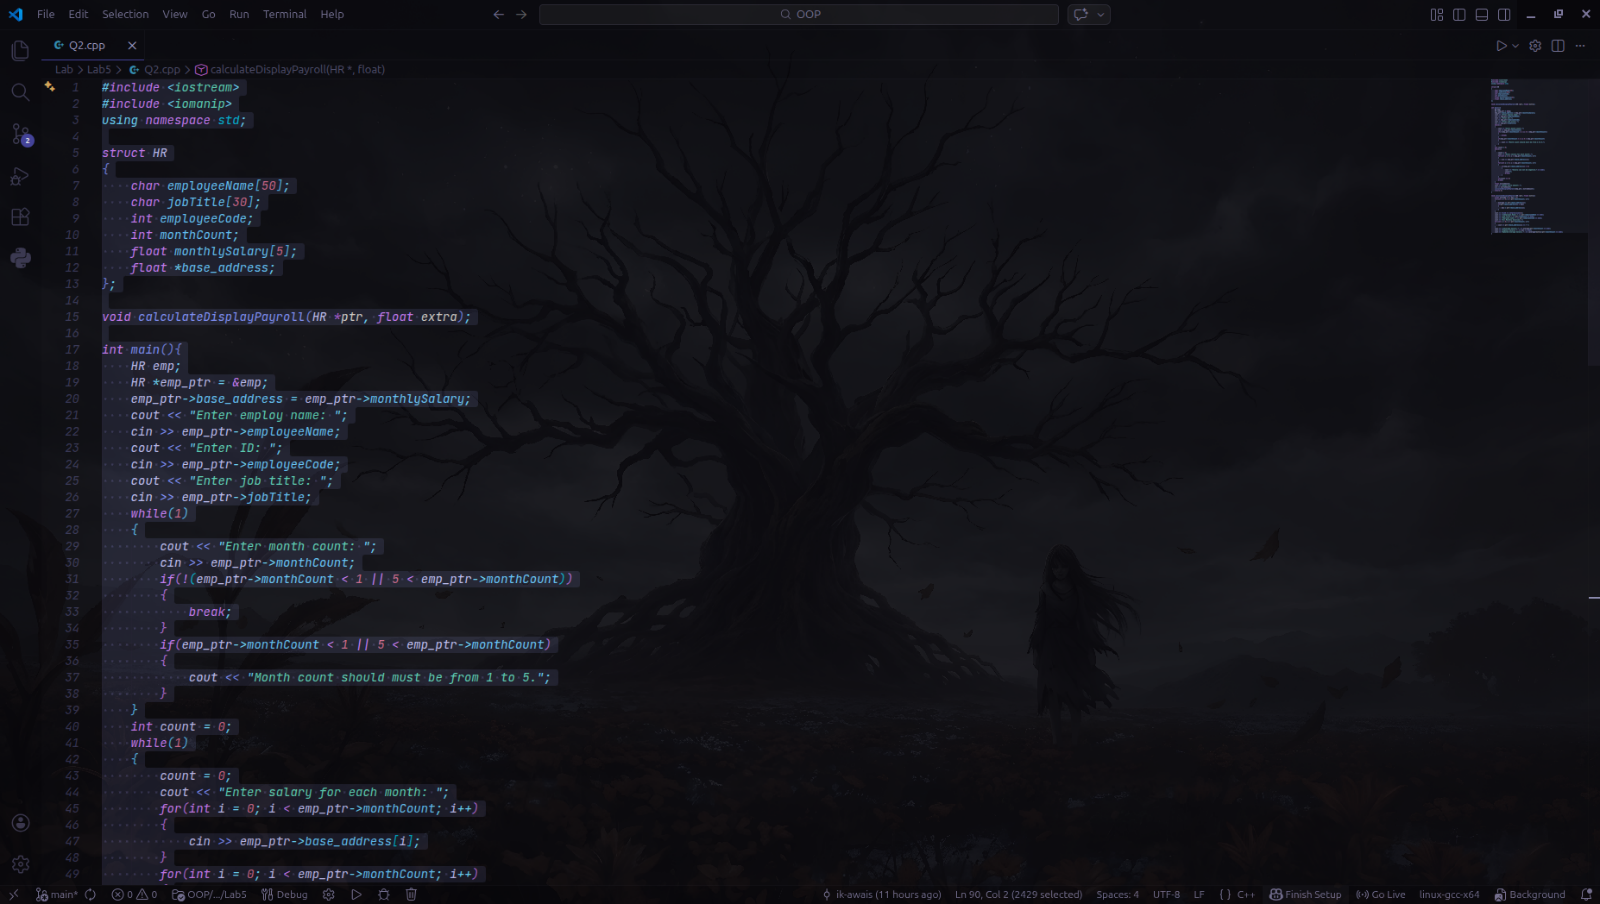 File Edit Selection View Go Run Terminal Help
OOP
Q2.cpp
Lab > Lab5 > Q2.cpp > calculateDisplayPayroll(HR *, float)
1 #include <iostream>
2 #include <iomanip>
3 using namespace std;
4
5 struct HR
6 {
7 char employeeName[50];
8 char jobTitle[30];
9 int employeeCode;
10 int monthCount;
11 float monthlySalary[5];
12 float *base_address;
13 };
14
15 void calculateDisplayPayroll(HR *ptr, float extra);
16
17 int main(){
18 HR emp;
19 HR *emp_ptr = &emp;
20 emp_ptr->base_address = emp_ptr->monthlySalary;
21 cout << "Enter employ name: ";
22 cin >> emp_ptr->employeeName;
23 cout << "Enter ID: ";
24 cin >> emp_ptr->employeeCode;
25 cout << "Enter job title: ";
26 cin >> emp_ptr->jobTitle;
27 while(1)
28 {
29 cout << "Enter month count: ";
30 cin >> emp_ptr->monthCount;
31 if(!(emp_ptr->monthCount < 1 || 5 < emp_ptr->monthCount))
32 {
33 break;
34 }
35 if(emp_ptr->monthCount < 1 || 5 < emp_ptr->monthCount)
36 {
37 cout << "Month count should must be from 1 to 5.";
38 }
39 }
40 int count = 0;
41 while(1)
42 {
43 count = 0;
44 cout << "Enter salary for each month: ";
45 for(int i = 0; i < emp_ptr->monthCount; i++)
46 {
47 cin >> emp_ptr->base_address[i];
48 }
49 for(int i = 0; i < emp_ptr->monthCount; i++)
2
main* 0 0 OOP/.../Lab5 Debug ik-awais (11 hours ago) Ln 90, Col 2 (2429 selected) Spaces: 4 UTF-8 LF { } C++ Finish Setup Go Live linux-gcc-x64 Background